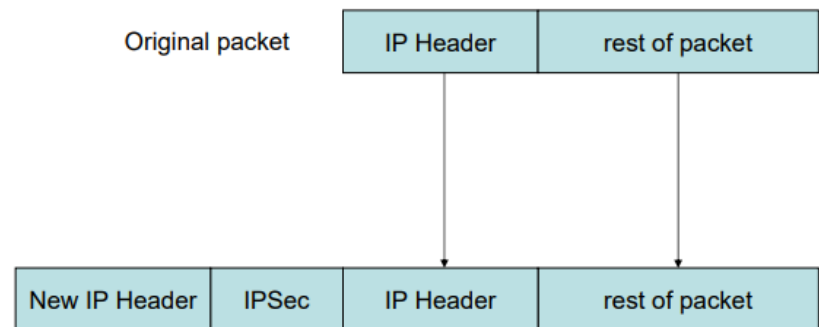 Original packet IP Header rest of packet
New IP Header IPSec IP Header rest of packet